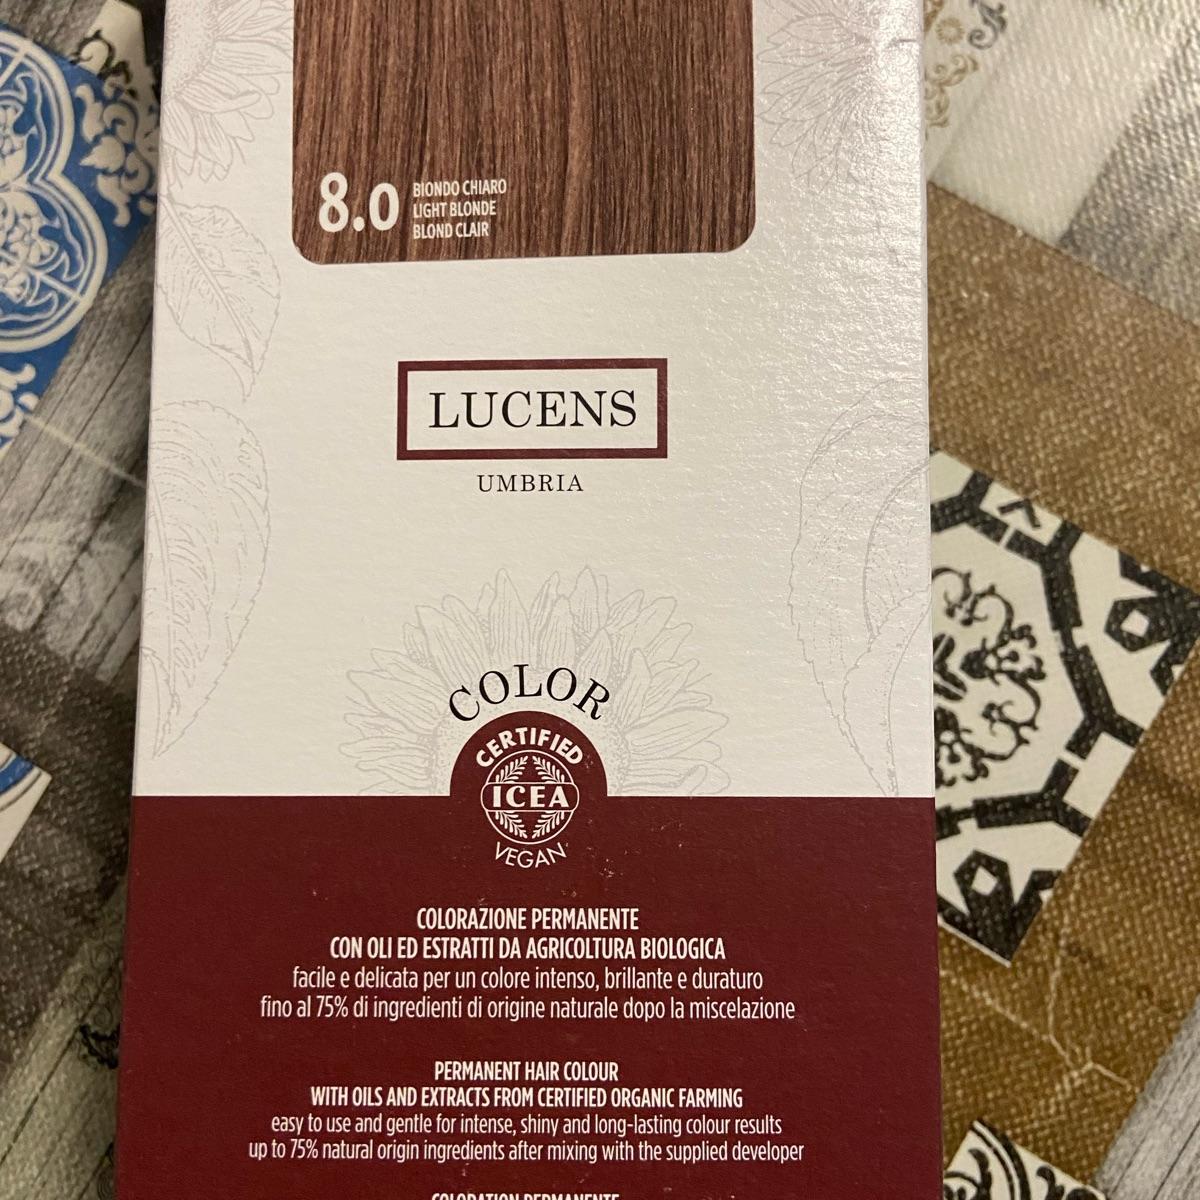 8.0
BIONDO CHIARO
LIGHT BLONDE
BLOND CLAIR
LUCENS
UMBRIA
COLOR
CERTIFIED
ICEA
VEGAN
COLORAZIONE PERMANENTE
CON OLI ED ESTRATTI DA AGRICOLTURA BIOLOGICA
facile e delicata per un colore intenso, brillante e duraturo
fino al 75% di ingredienti di origine naturale dopo la miscelazione
PERMANENT HAIR COLOUR
WITH OILS AND EXTRACTS FROM CERTIFIED ORGANIC FARMING
easy to use and gentle for intense, shiny and long-lasting colour results
up to 75% natural origin ingredients after mixing with the supplied developer
COLORATION PERMANENTE